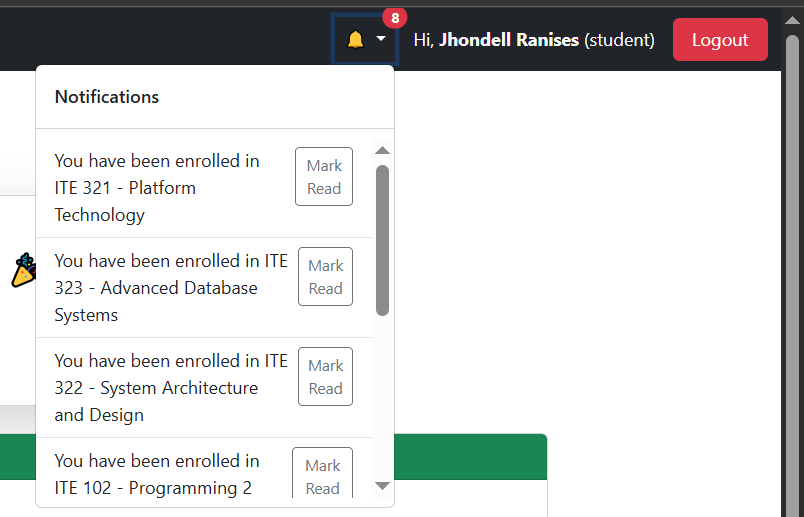 8
Hi, Jhondell Ranises (student)
Logout
Notifications
You have been enrolled in
ITE 321 - Platform
Technology
Mark
Read
You have been enrolled in ITE
323 - Advanced Database
Systems
Mark
Read
You have been enrolled in ITE
322 - System Architecture
and Design
Mark
Read
You have been enrolled in
ITE 102 - Programming 2
Mark
Read